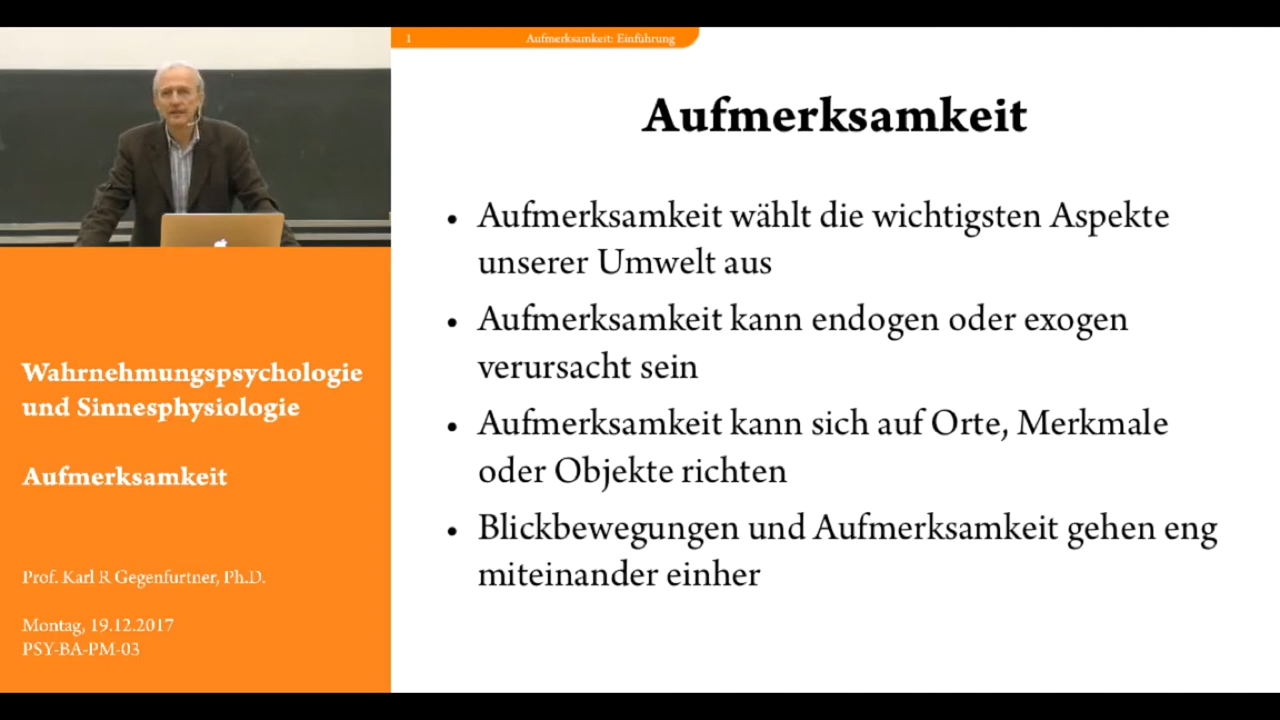 1 Aufmerksamkeit: Einführung
Aufmerksamkeit
• Aufmerksamkeit wählt die wichtigsten Aspekte
unserer Umwelt aus
• Aufmerksamkeit kann endogen oder exogen
verursacht sein
• Aufmerksamkeit kann sich auf Orte, Merkmale
oder Objekte richten
• Blickbewegungen und Aufmerksamkeit gehen eng
miteinander einher
Wahrnehmungspsychologie
und Sinnesphysiologie
Aufmerksamkeit
Prof. Karl R Gegenfurtner, Ph.D.
Montag, 19.12.2017
PSY-BA-PM-03